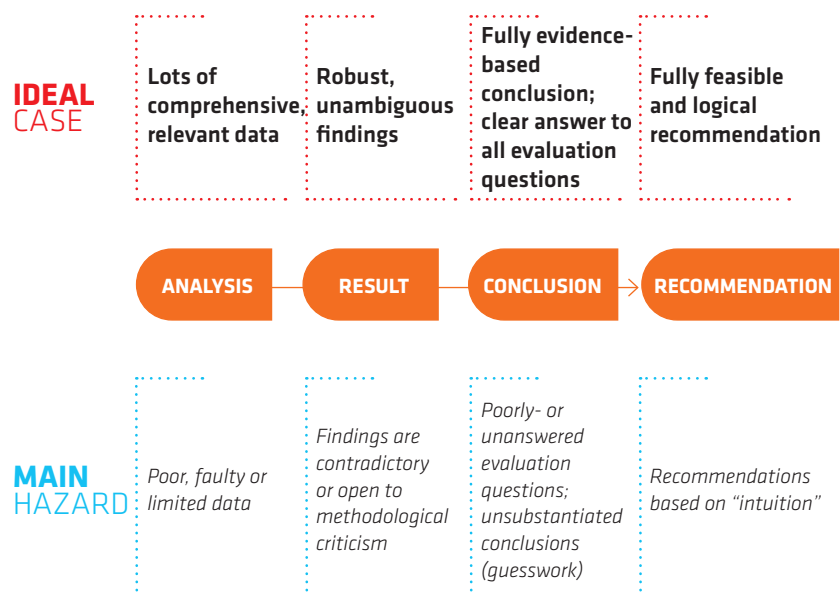 IDEAL
CASE
Lots of
comprehensive,
relevant data
Robust,
unambiguous
findings
Fully evidence-
based
conclusion;
clear answer to
all evaluation
questions
Fully feasible
and logical
recommendation
ANALYSIS
RESULT
CONCLUSION
RECOMMENDATION
MAIN
HAZARD
Poor, faulty or
limited data
Findings are
contradictory
or open to
methodological
criticism
Poorly- or
unanswered
evaluation
questions;
unsubstantiated
conclusions
(guesswork)
Recommendations
based on “intuition”